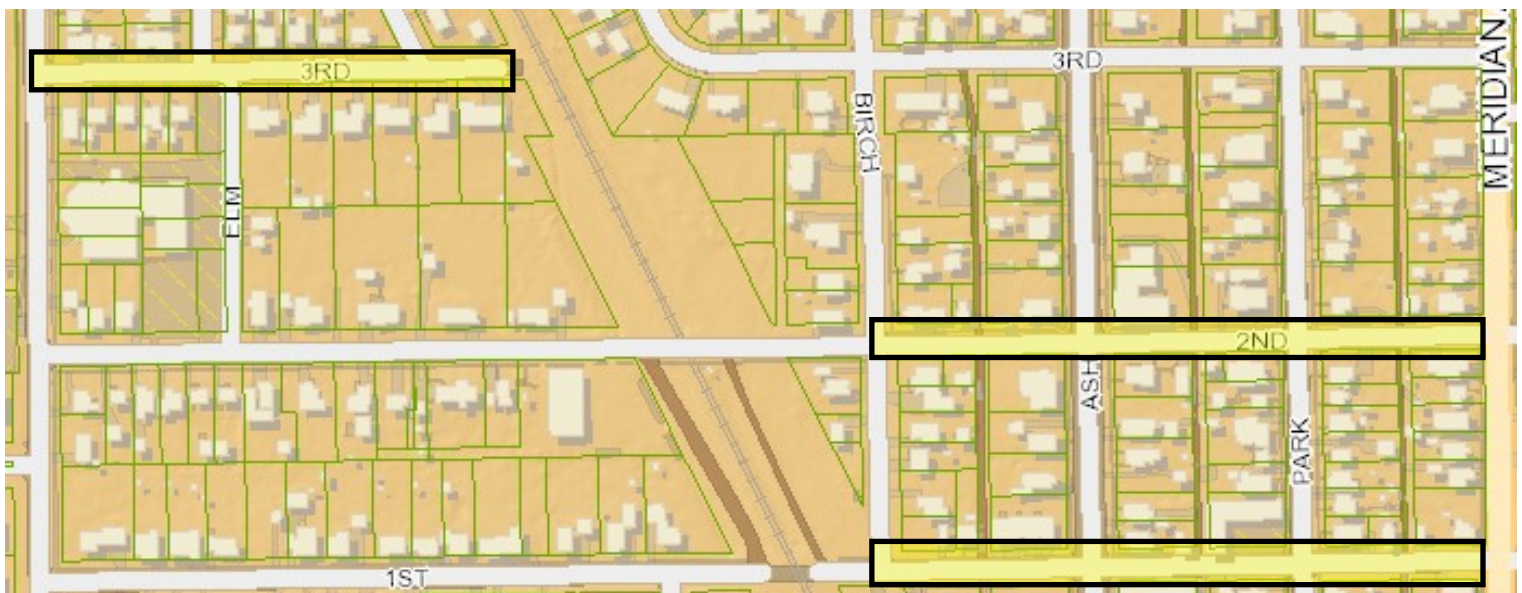 3RD
3RD
MERIDIAN
BIRCH
ELM
2ND
ASH
PARK
1ST